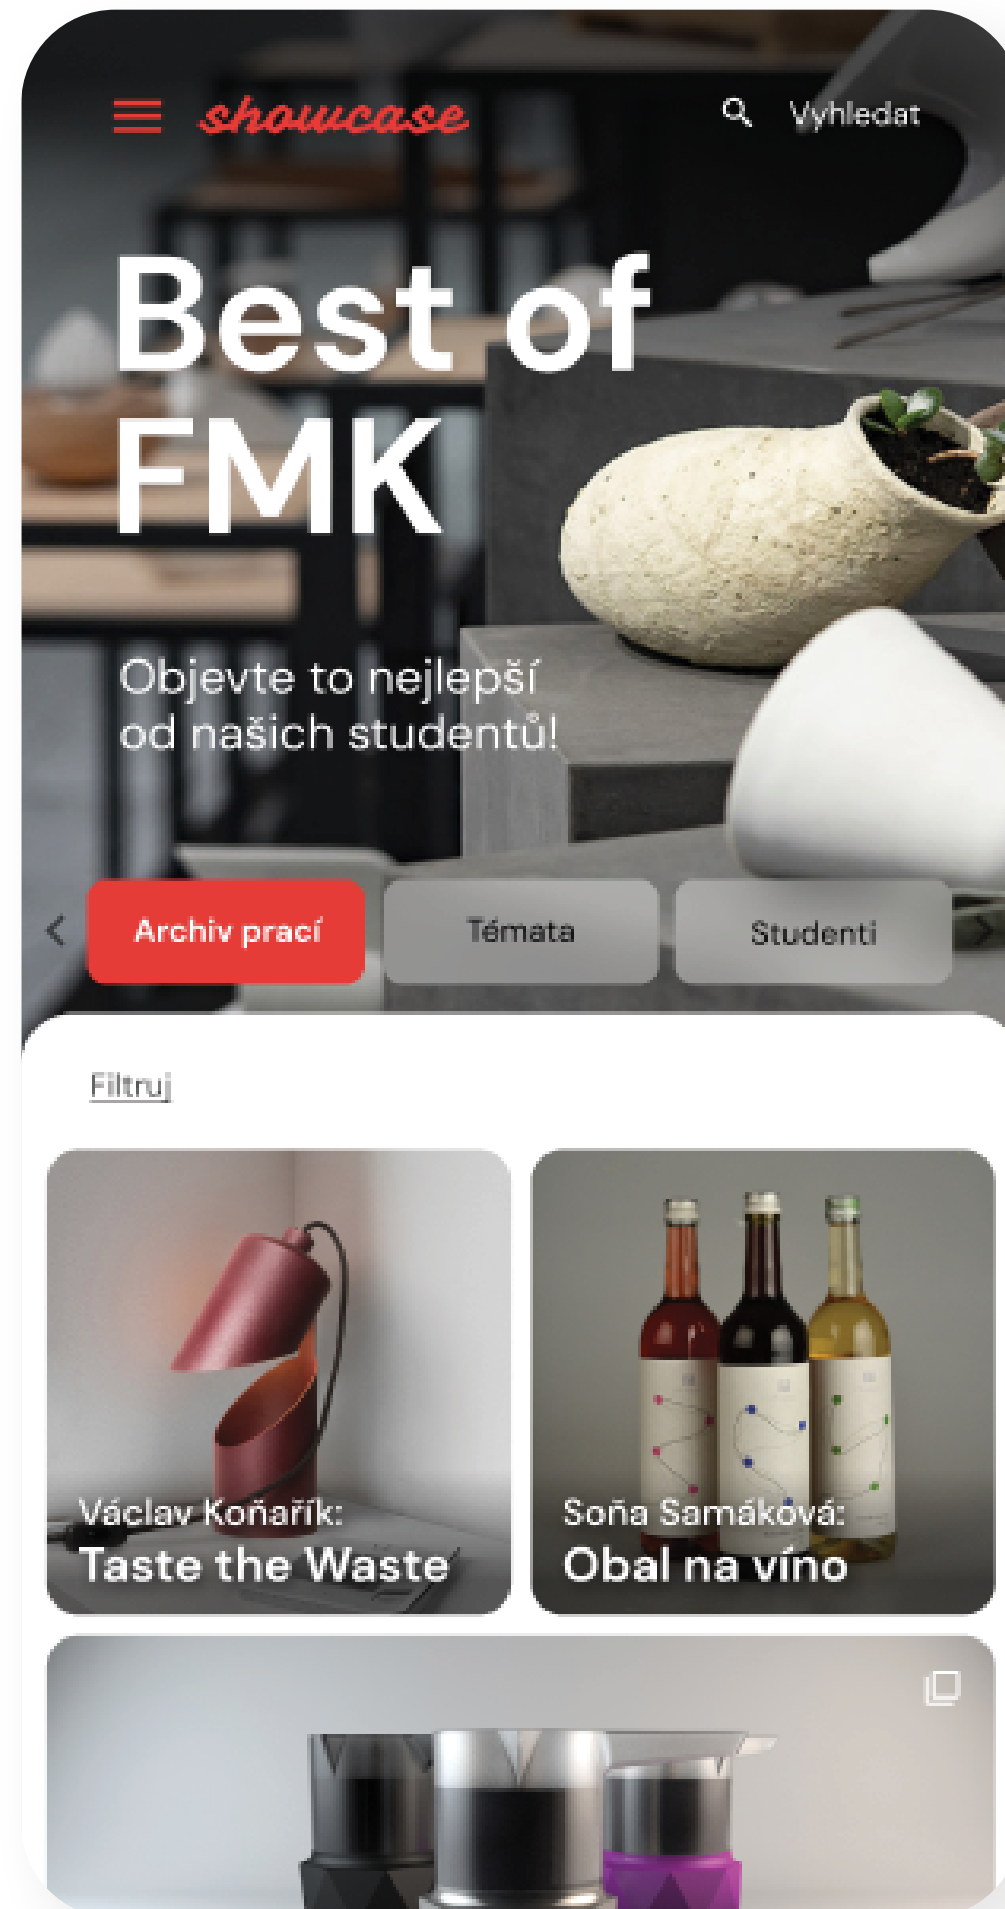 showcase
Vyhledat
Best of
FMK
Objevte to nejlepší
od našich studentů!
Archiv prací
Témata
Studenti
Filtruj
Václav Koňařík:
Taste the Waste
Soňa Samáková:
Obal na víno